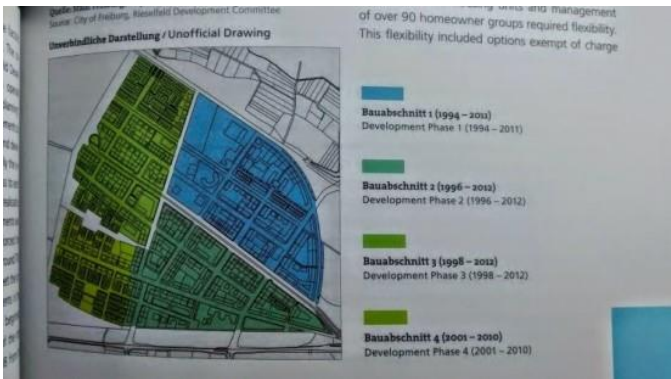 Source: City of Freiburg, Rieselfeld Development Committee
Unverbindliche Darstellung / Unofficial Drawing
and management
of over 90 homeowner groups required flexibility.
This flexibility included options exempt of charge
Bauabschnitt 1 (1994 – 2011)
Development Phase 1 (1994 – 2011)
Bauabschnitt 2 (1996 – 2012)
Development Phase 2 (1996 – 2012)
Bauabschnitt 3 (1998 – 2012)
Development Phase 3 (1998 – 2012)
Bauabschnitt 4 (2001 – 2010)
Development Phase 4 (2001 – 2010)